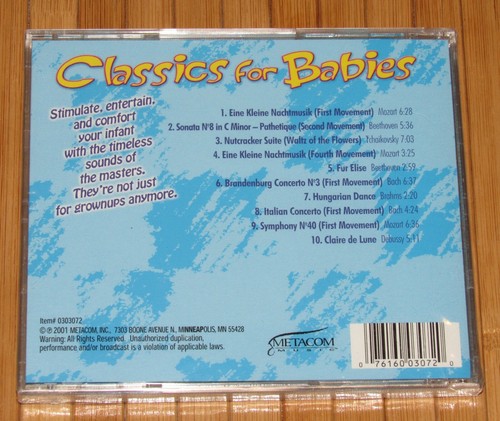 Classics for Babies
Stimulate, entertain,
and comfort
your infant
with the timeless
sounds of
the masters.
They're not just
for grownups anymore.
1. Eine Kleine Nachtmusik (First Movement) Mozart 6:28
2. Sonata Nº8 in C Minor – Pathetique (Second Movement) Beethoven 5:36
3. Nutcracker Suite (Waltz of the Flowers) Tchaikovsky 7:03
4. Eine Kleine Nachtmusik (Fourth Movement) Mozart 3:25
5. Fur Elise Beethoven 2:59
6. Brandenburg Concerto Nº3 (First Movement) Bach 6:37
7. Hungarian Dance Brahms 2:20
8. Italian Concerto (First Movement) Bach 4:24
9. Symphony Nº40 (First Movement) Mozart 6:36
10. Claire de Lune Debussy 5:11
Item# 0303072
© ℗ 2001 METACOM, INC., 7303 BOONE AVENUE N., MINNEAPOLIS, MN 55428
Warning: All Rights Reserved. Unauthorized duplication,
performance and/or broadcast is a violation of applicable laws.
METACOM
MUSIC
0 76160 03072 0